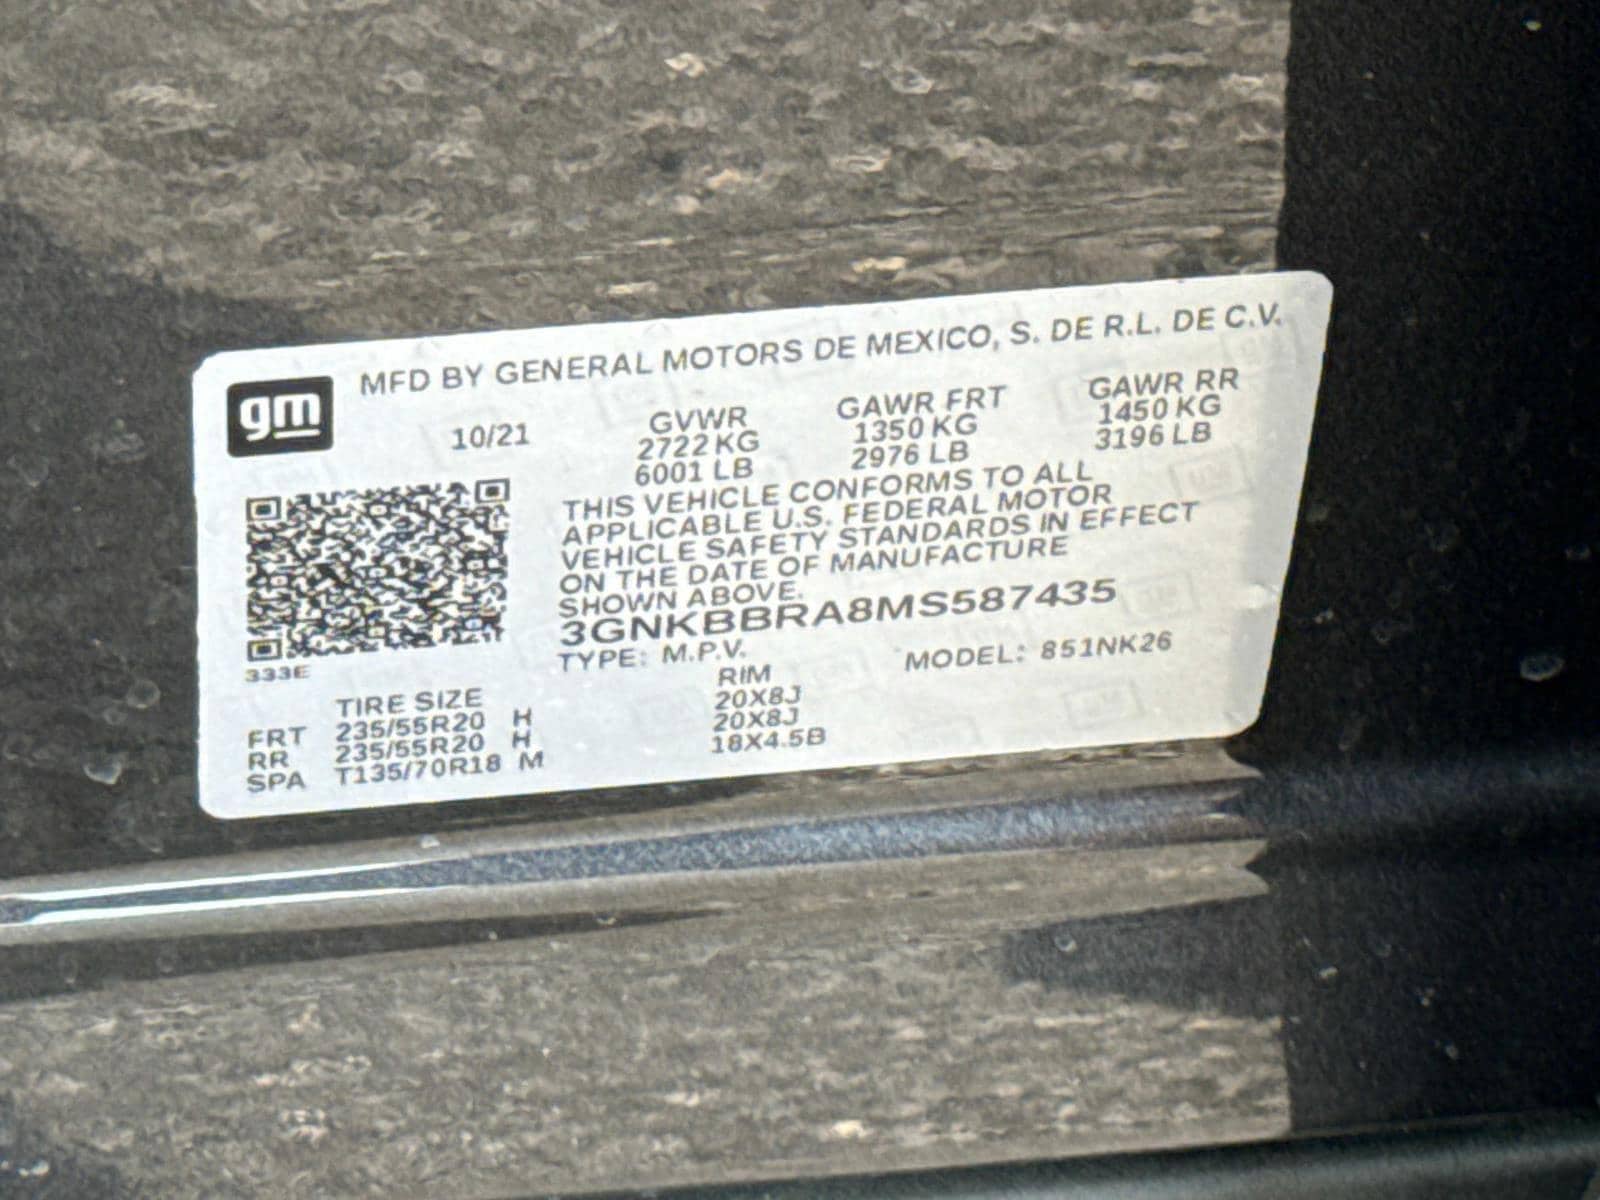 gm
MFD BY GENERAL MOTORS DE MEXICO, S. DE R.L. DE C.V.
10/21
GVWR GAWR FRT GAWR RR
2722 KG 1350 KG 1450 KG
6001 LB 2976 LB 3196 LB
THIS VEHICLE CONFORMS TO ALL
APPLICABLE U.S. FEDERAL MOTOR
VEHICLE SAFETY STANDARDS IN EFFECT
ON THE DATE OF MANUFACTURE
SHOWN ABOVE.
3GNKBBRA8MS587435
TYPE: M.P.V. MODEL: 851NK26
333E
TIRE SIZE RIM
FRT 235/55R20 H 20X8J
RR 235/55R20 H 20X8J
SPA T135/70R18 M 18X4.5B